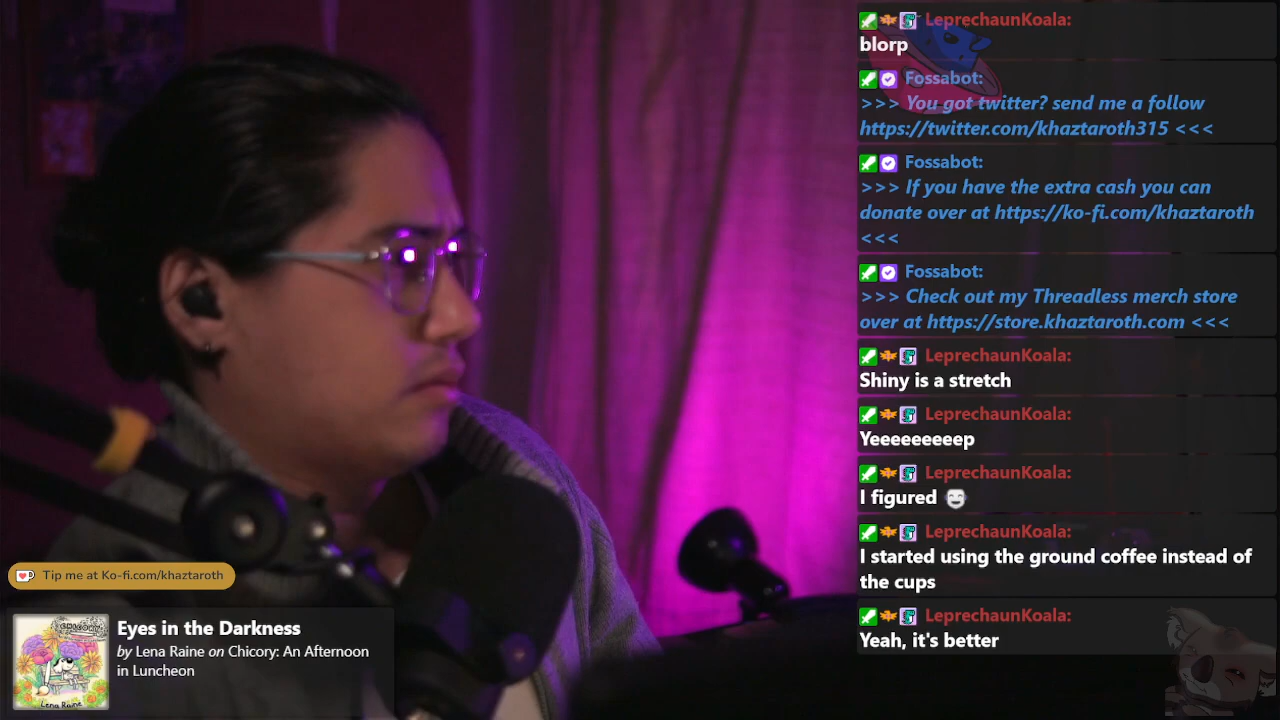 LeprechaunKoala:
blorp
Fossabot:
>>> You got twitter? send me a follow
https://twitter.com/khaztaroth315 <<<
Fossabot:
>>> If you have the extra cash you can
donate over at https://ko-fi.com/khaztaroth
<<<
Fossabot:
>>> Check out my Threadless merch store
over at https://store.khaztaroth.com <<<
LeprechaunKoala:
Shiny is a stretch
LeprechaunKoala:
Yeeeeeeeeep
LeprechaunKoala:
I figured
LeprechaunKoala:
I started using the ground coffee instead of
the cups
LeprechaunKoala:
Yeah, it's better
Tip me at Ko-fi.com/khaztaroth
Eyes in the Darkness
by Lena Raine on Chicory: An Afternoon
in Luncheon
Lena Raine